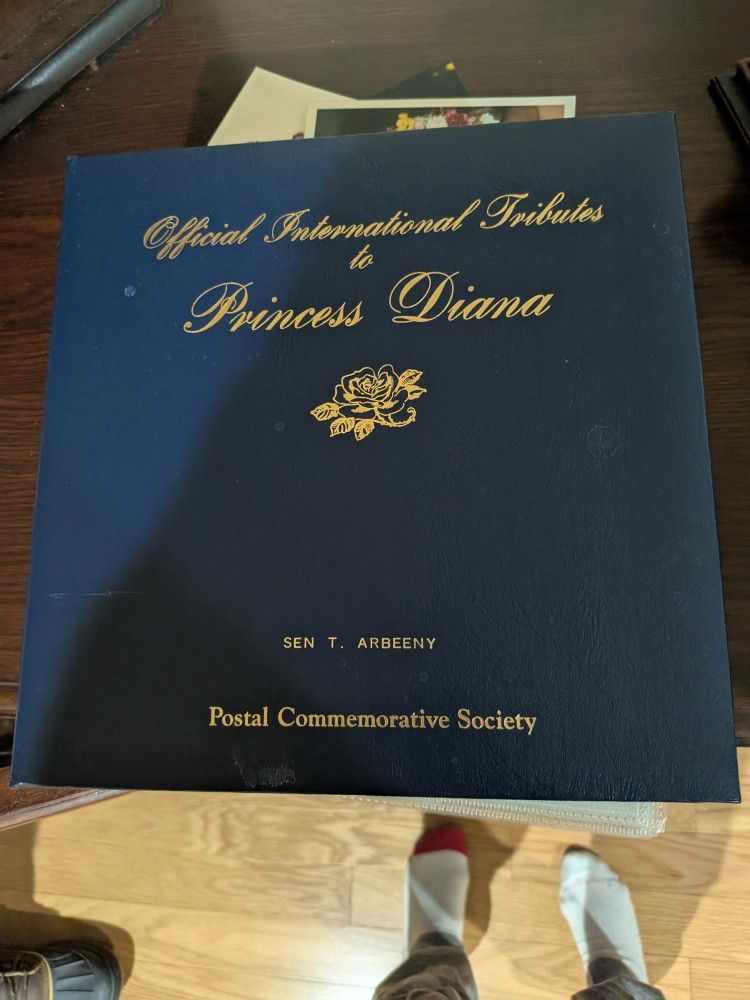 Official International Tributes
to
Princess Diana
SEN T. ARBEENY
Postal Commemorative Society